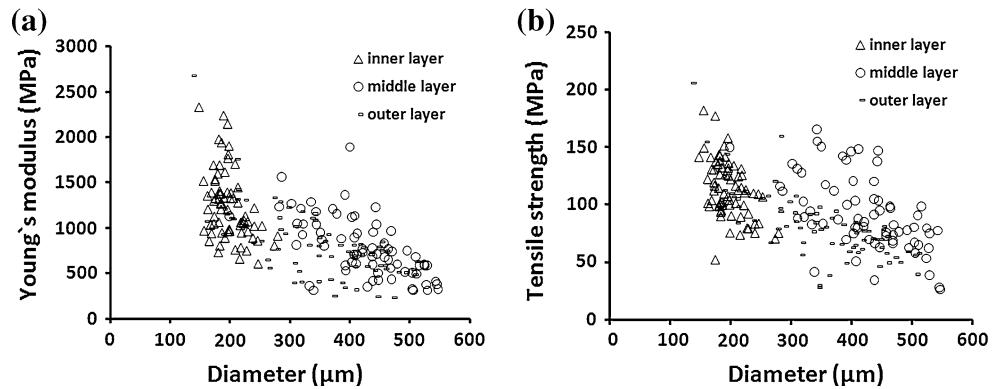 (a)
Young`s modulus (MPa)
3000
2500
2000
1500
1000
500
0
0 100 200 300 400 500 600
Diameter (µm)
inner layer
middle layer
outer layer
(b)
Tensile strength (MPa)
250
200
150
100
50
0
0 100 200 300 400 500 600
Diameter (µm)
inner layer
middle layer
outer layer